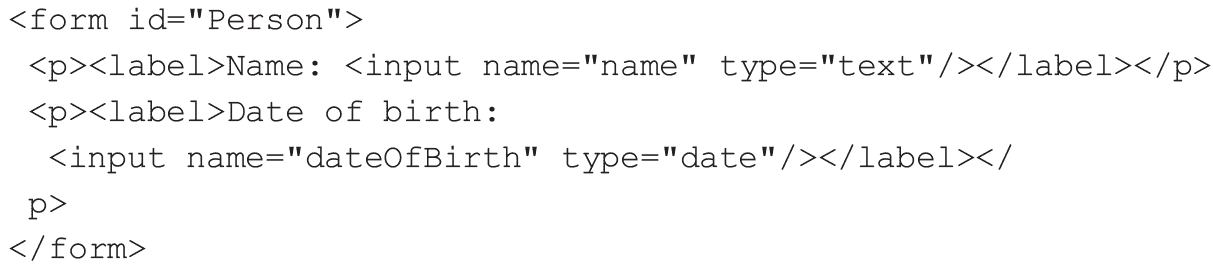 <form id="Person">
 <p><label>Name: <input name="name" type="text"/></label></p>
 <p><label>Date of birth:
  <input name="dateOfBirth" type="date"/></label></
 p>
</form>